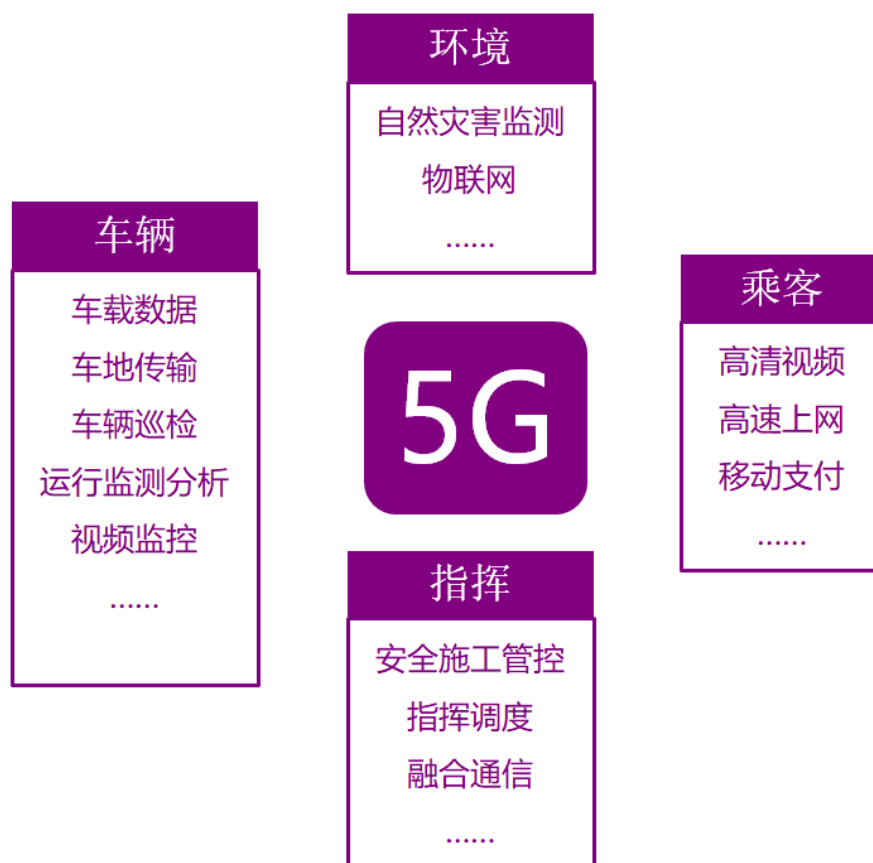 环境
自然灾害监测
物联网
……
车辆
车载数据
车地传输
车辆巡检
运行监测分析
视频监控
……
5G
乘客
高清视频
高速上网
移动支付
……
指挥
安全施工管控
指挥调度
融合通信
……